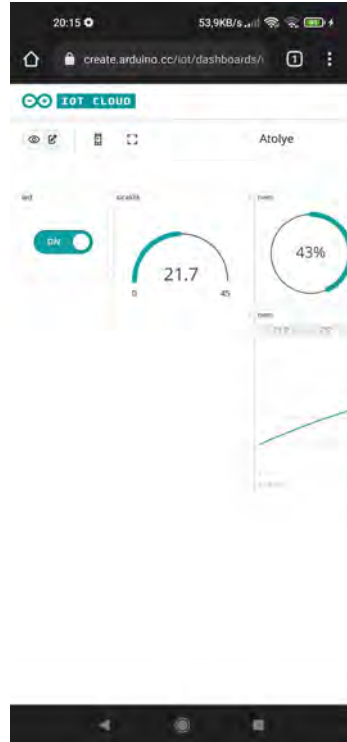 20:15 53,9KB/s
create.arduino.cc/iot/dashboards/
1
IOT CLOUD
Atolye
led
sıcaklık
nem
ON
21.7
0
45
43%
nem